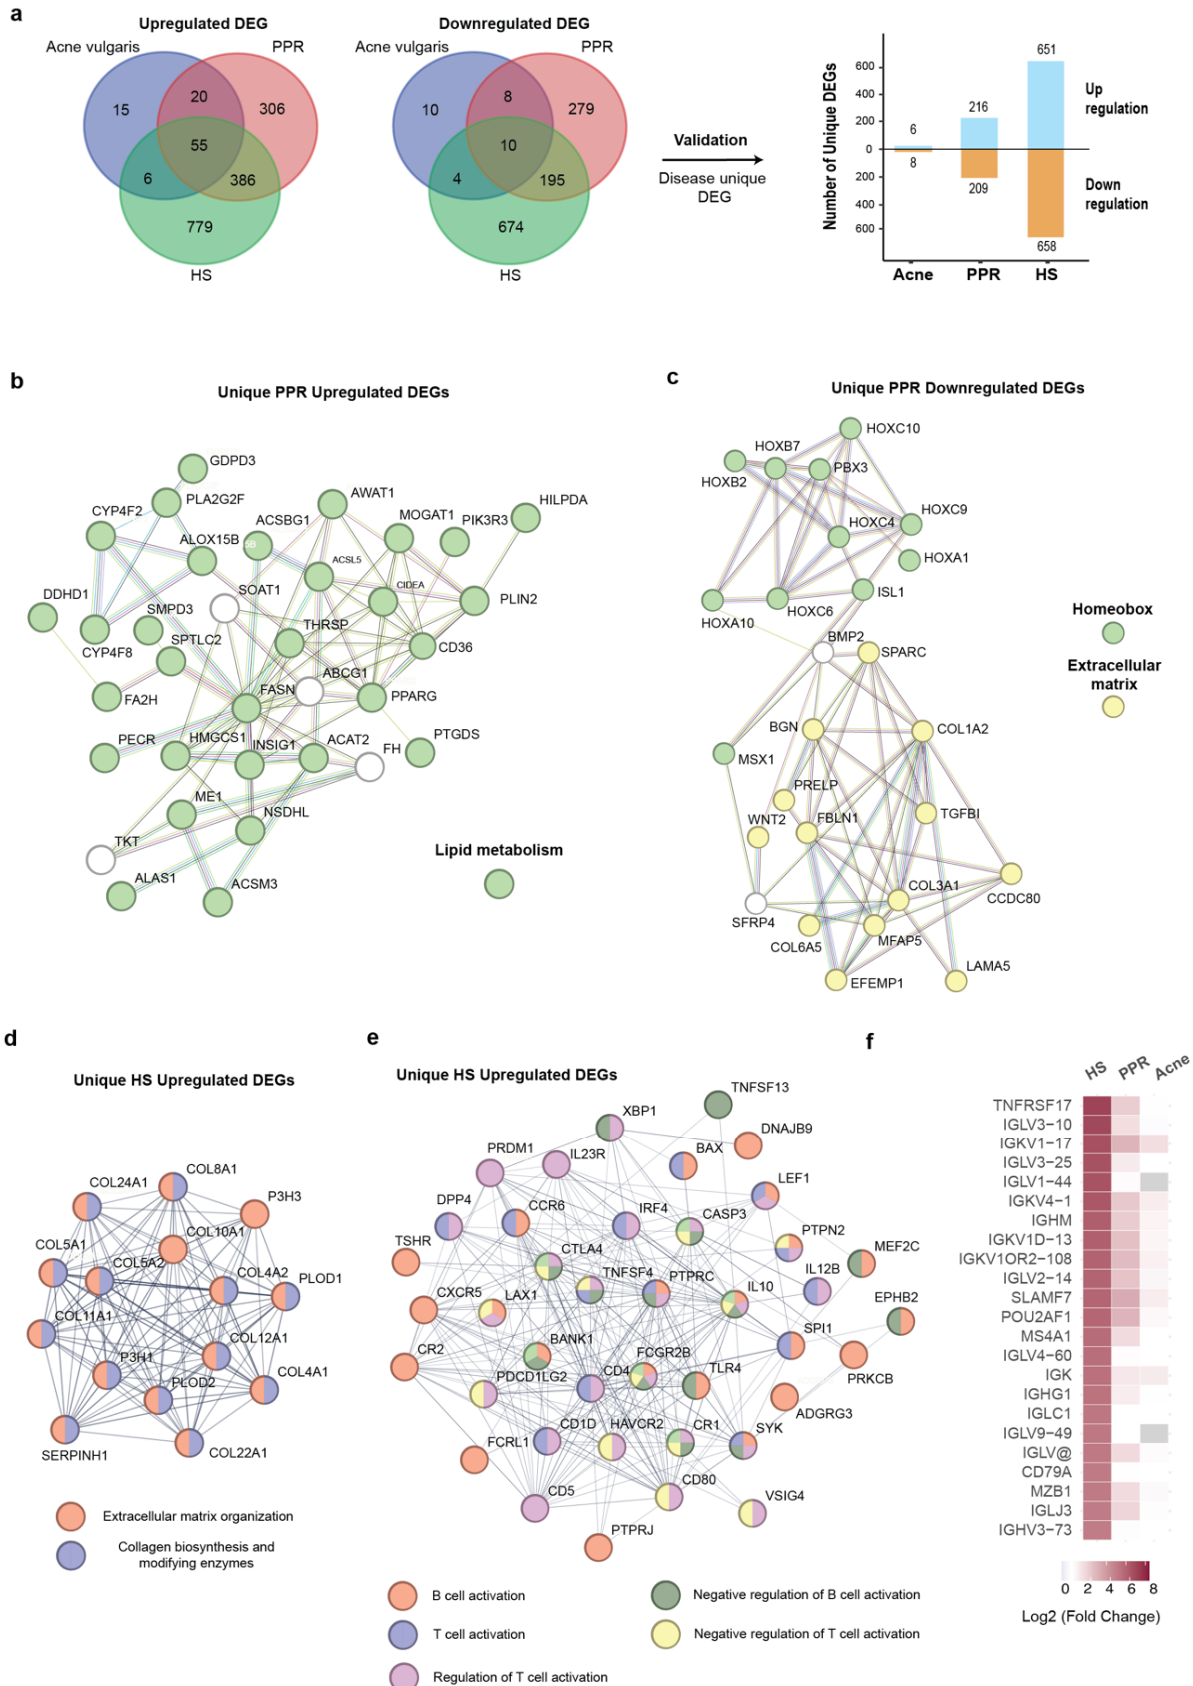 a
Upregulated DEG
Acne vulgaris
PPR
15
20
306
55
6
386
779
HS
Downregulated DEG
Acne vulgaris
PPR
10
8
279
10
4
195
674
HS
Validation
Disease unique
DEG
Number of Unique DEGs
600
400
200
0
200
400
600
6
8
216
209
651
658
Up
regulation
Down
regulation
Acne
PPR
HS
b
Unique PPR Upregulated DEGs
GDPD3
PLA2G2F
CYP4F2
ALOX15B
ACSBG1
AWAT1
MOGAT1
PIK3R3
HILPDA
ACSL5
CIDEA
SOAT1
DDHD1
SMPD3
PLIN2
CYP4F8
SPTLC2
THRSP
CD36
FA2H
FASN
ABCG1
PPARG
PECR
HMGCS1
INSIG1
ACAT2
FH
PTGDS
ME1
NSDHL
TKT
ALAS1
ACSM3
Lipid metabolism
c
Unique PPR Downregulated DEGs
HOXC10
HOXB7
HOXB2
PBX3
HOXC9
HOXC4
HOXA1
ISL1
HOXA10
HOXC6
BMP2
SPARC
BGN
COL1A2
MSX1
PRELP
WNT2
FBLN1
TGFBI
COL3A1
CCDC80
SFRP4
COL6A5
MFAP5
LAMA5
EFEMP1
Homeobox
Extracellular
matrix
d
Unique HS Upregulated DEGs
COL8A1
COL24A1
P3H3
COL10A1
COL5A1
COL5A2
COL4A2
PLOD1
COL11A1
COL12A1
P3H1
COL4A1
PLOD2
SERPINH1
COL22A1
Extracellular matrix organization
Collagen biosynthesis and
modifying enzymes
e
Unique HS Upregulated DEGs
TNFSF13
XBP1
DNAJB9
PRDM1
IL23R
BAX
LEF1
DPP4
CCR6
IRF4
CASP3
PTPN2
TSHR
CTLA4
MEF2C
TNFSF4
PTPRC
IL12B
CXCR5
LAX1
IL10
EPHB2
BANK1
SPI1
CR2
FCGR2B
PDCD1LG2
CD4
TLR4
PRKCB
ADGRG3
CD1D
HAVCR2
CR1
SYK
FCRL1
CD80
CD5
VSIG4
PTPRJ
B cell activation
T cell activation
Regulation of T cell activation
Negative regulation of B cell activation
Negative regulation of T cell activation
f
HS
PPR
Acne
TNFRSF17
IGLV3−10
IGKV1−17
IGLV3−25
IGLV1−44
IGKV4−1
IGHM
IGKV1D−13
IGKV1OR2−108
IGLV2−14
SLAMF7
POU2AF1
MS4A1
IGLV4−60
IGK
IGHG1
IGLC1
IGLV9−49
IGLV@
CD79A
MZB1
IGLJ3
IGHV3−73
0 2 4 6 8
Log2 (Fold Change)